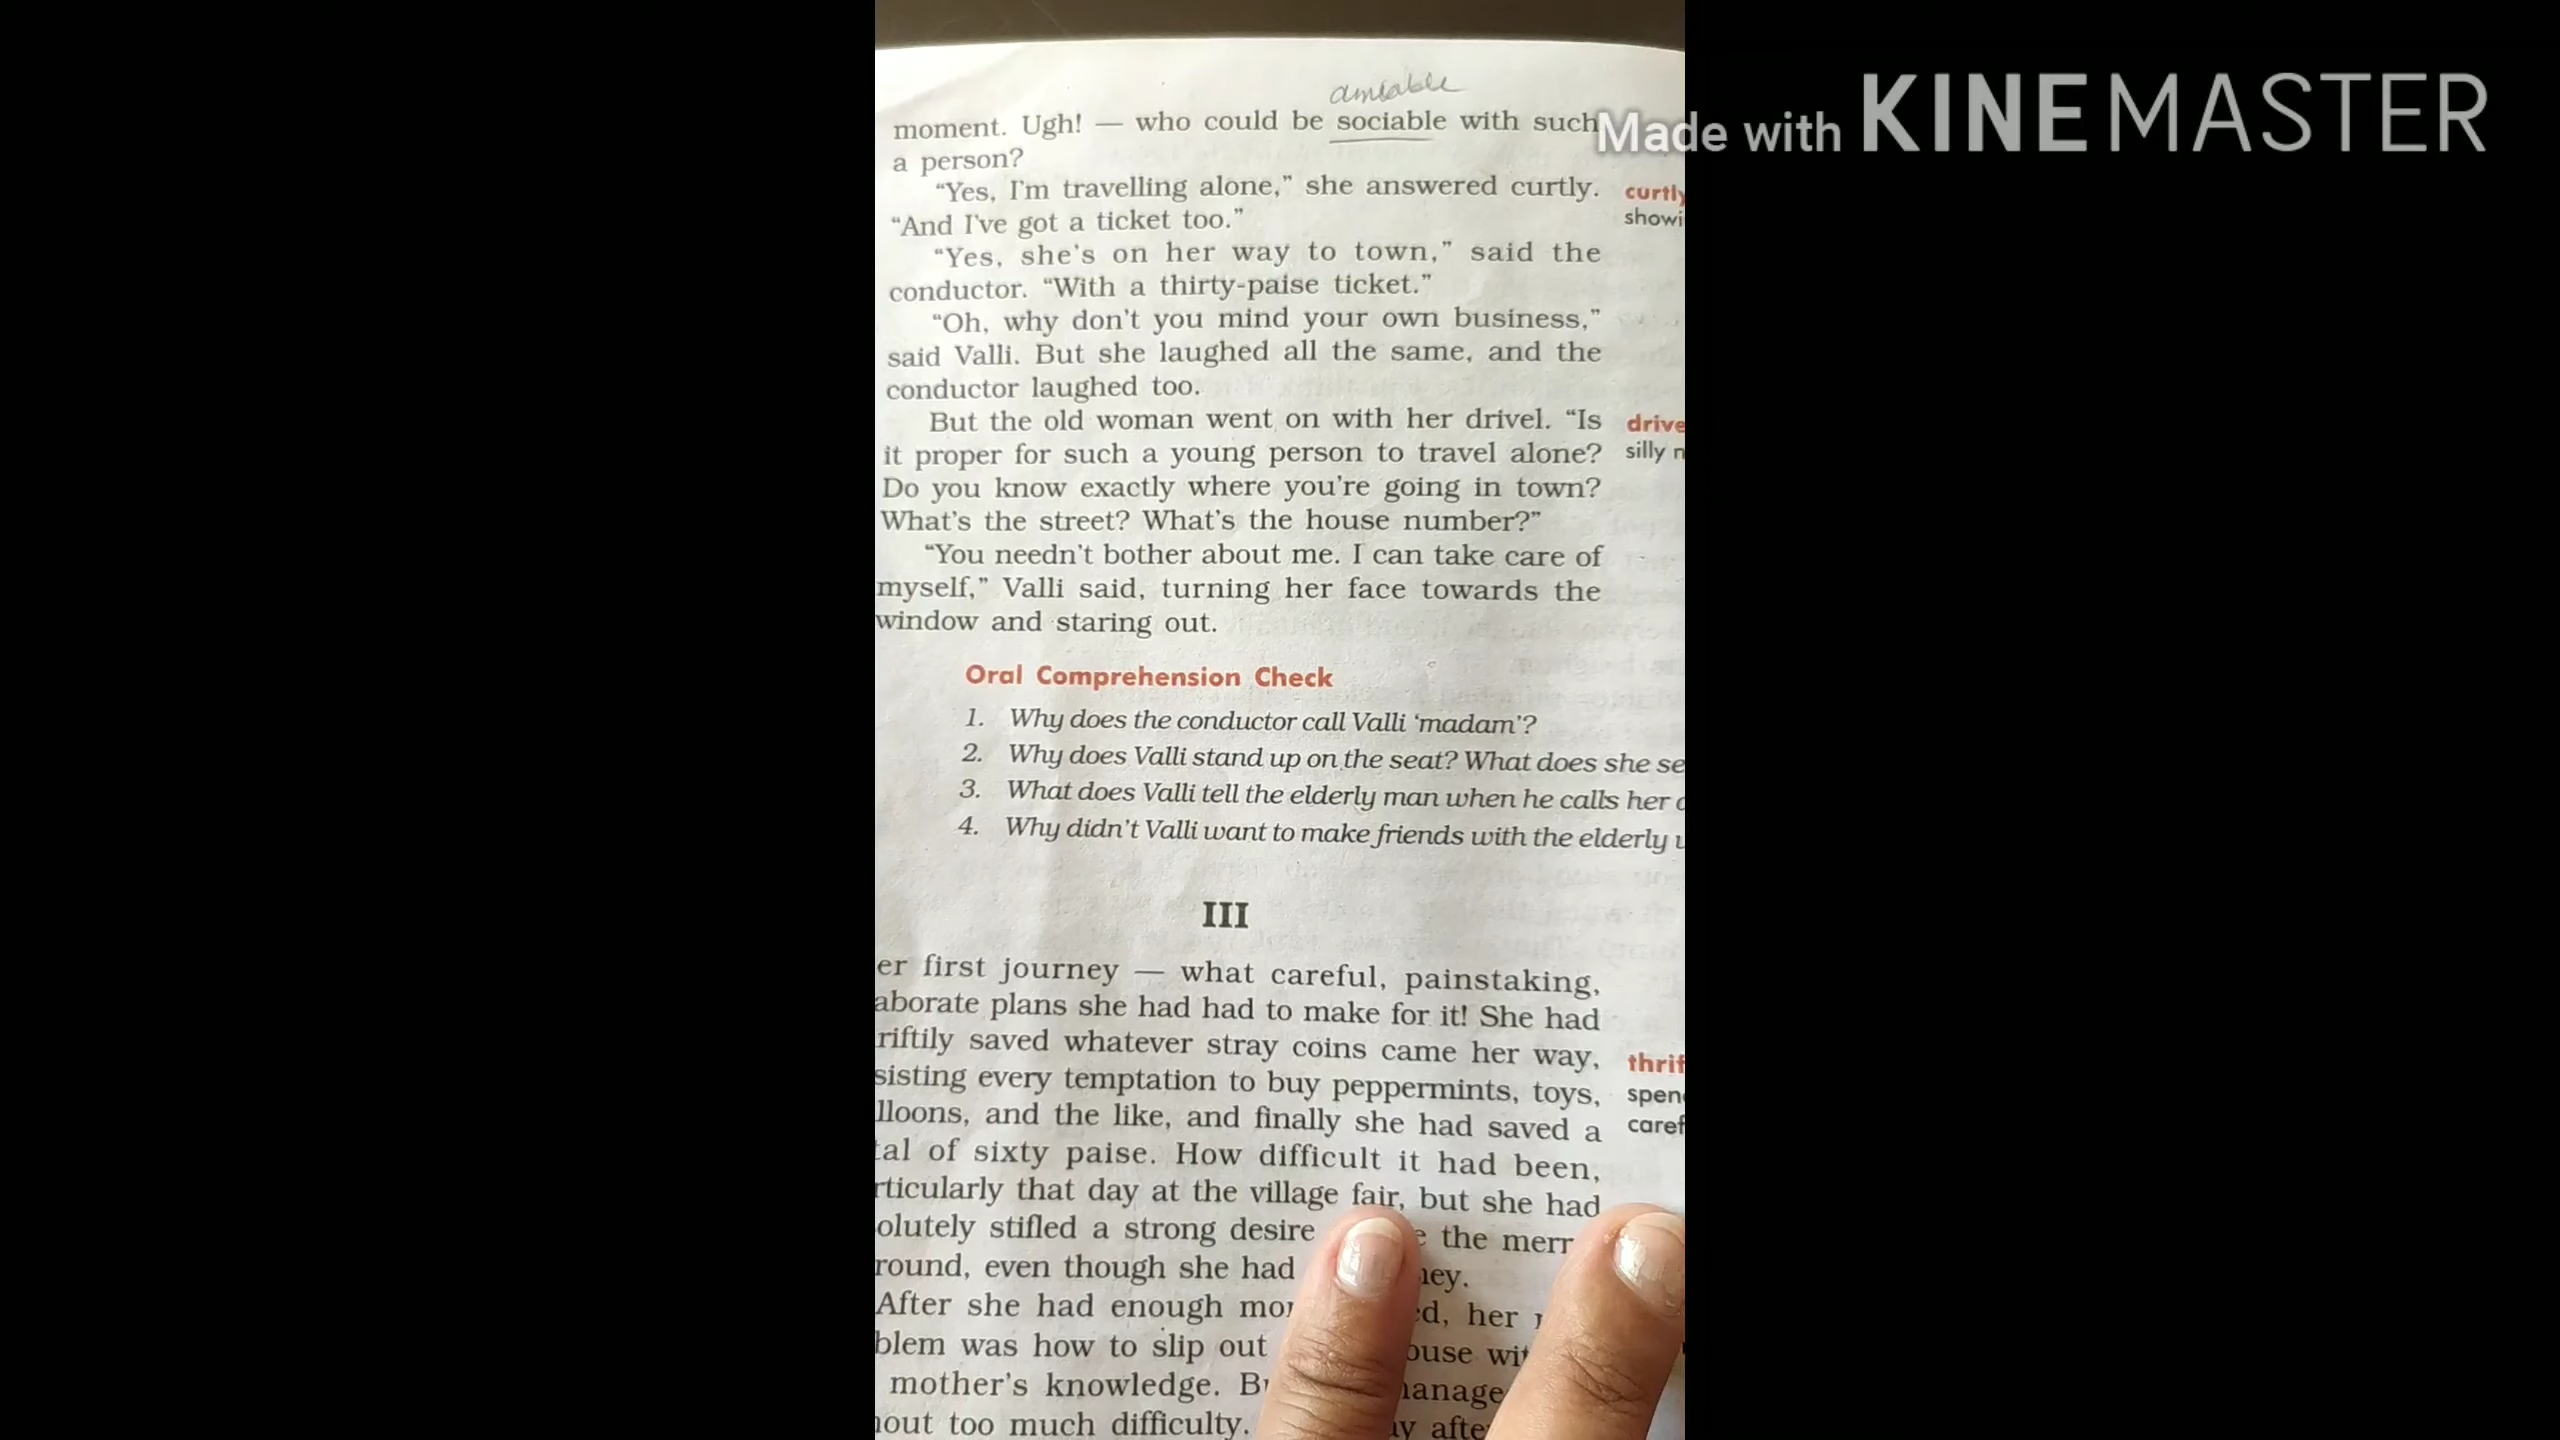 Made with KINEMASTER
amiable
moment. Ugh! — who could be sociable with such
a person?
“Yes, I'm travelling alone,” she answered curtly.
“And I've got a ticket too.”
“Yes, she's on her way to town,” said the
conductor. “With a thirty-paise ticket.”
“Oh, why don't you mind your own business,”
said Valli. But she laughed all the same, and the
conductor laughed too.
But the old woman went on with her drivel. “Is
it proper for such a young person to travel alone?
Do you know exactly where you're going in town?
What's the street? What's the house number?”
“You needn't bother about me. I can take care of
myself,” Valli said, turning her face towards the
window and staring out.
curtly
showi
drive
silly n
Oral Comprehension Check
1. Why does the conductor call Valli ‘madam’?
2. Why does Valli stand up on the seat? What does she se
3. What does Valli tell the elderly man when he calls her
4. Why didn't Valli want to make friends with the elderly
III
er first journey — what careful, painstaking,
aborate plans she had had to make for it! She had
riftily saved whatever stray coins came her way,
sisting every temptation to buy peppermints, toys,
lloons, and the like, and finally she had saved a
tal of sixty paise. How difficult it had been,
rticularly that day at the village fair, but she had
olutely stifled a strong desire e the merr
round, even though she had ney.
After she had enough mon ed, her
blem was how to slip out ouse wit
mother's knowledge. Bu manage
hout too much difficulty. ay afte
thrif
spen
caref